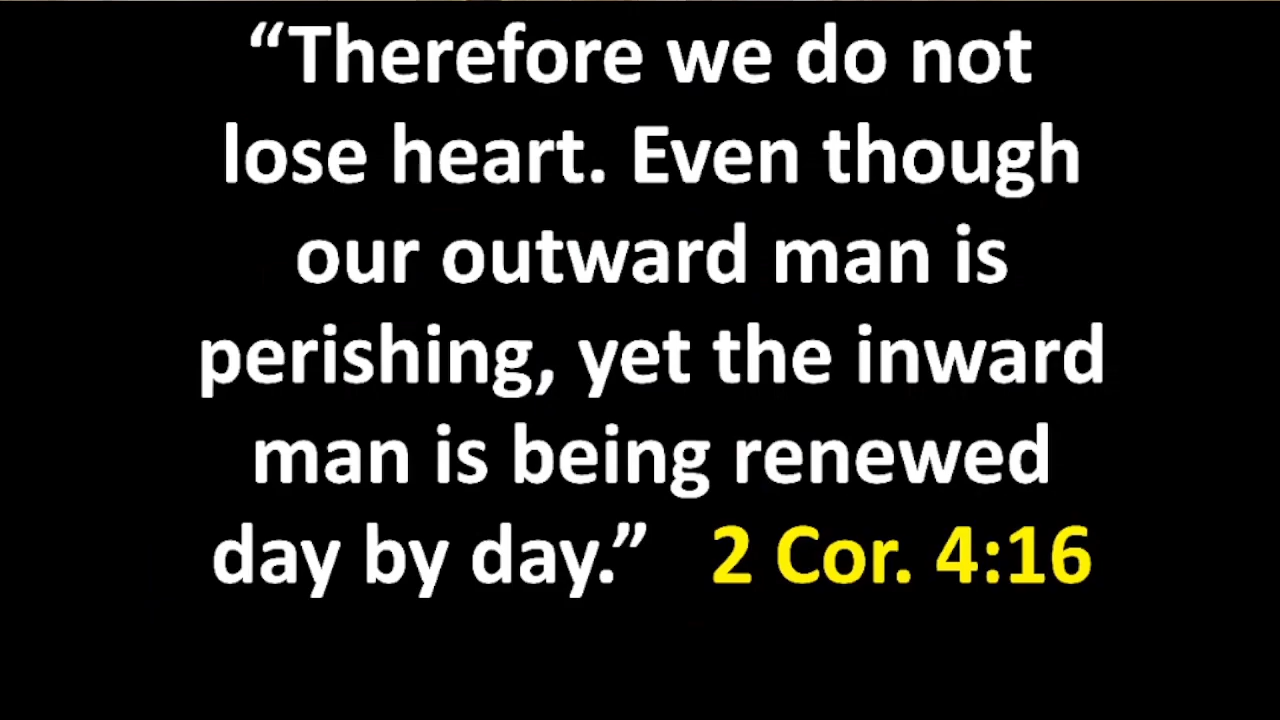 “Therefore we do not
lose heart. Even though
our outward man is
perishing, yet the inward
man is being renewed
day by day.” 2 Cor. 4:16